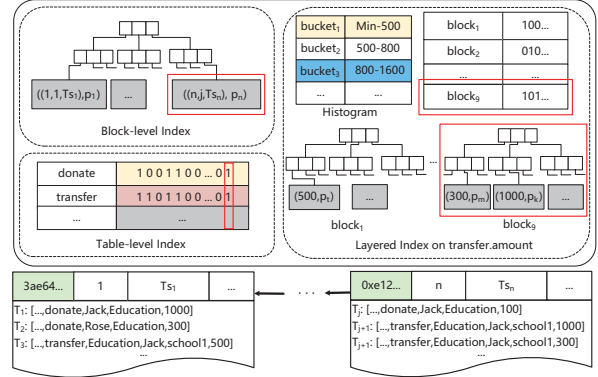 ((1,1,Ts1),p1)
...
((n,j,Tsn), pn)
Block-level Index
donate 1 0 0 1 1 0 0 ... 0 1
transfer 1 1 0 1 1 0 0 ... 0 1
... ...
Table-level Index
bucket1 Min-500
bucket2 500-800
bucket3 800-1600
... ...
Histogram
block1 100...
block2 010...
... ...
block9 101...
...
(500,pt) ...
block1
(300,pm) (1000,pk) ...
block9
Layered Index on transfer.amount
3ae64... 1 Ts1 ...
T1: [...,donate,Jack,Education,1000]
T2: [...,donate,Rose,Education,300]
T3: [...,transfer,Education,Jack,school1,500]
...
...
0xe12... n Tsn ...
Tj: [...,donate,Jack,Education,100]
Tj+1: [...,transfer,Education,Jack,school1,1000]
Tj+1: [...,transfer,Education,Jack,school1,300]
...